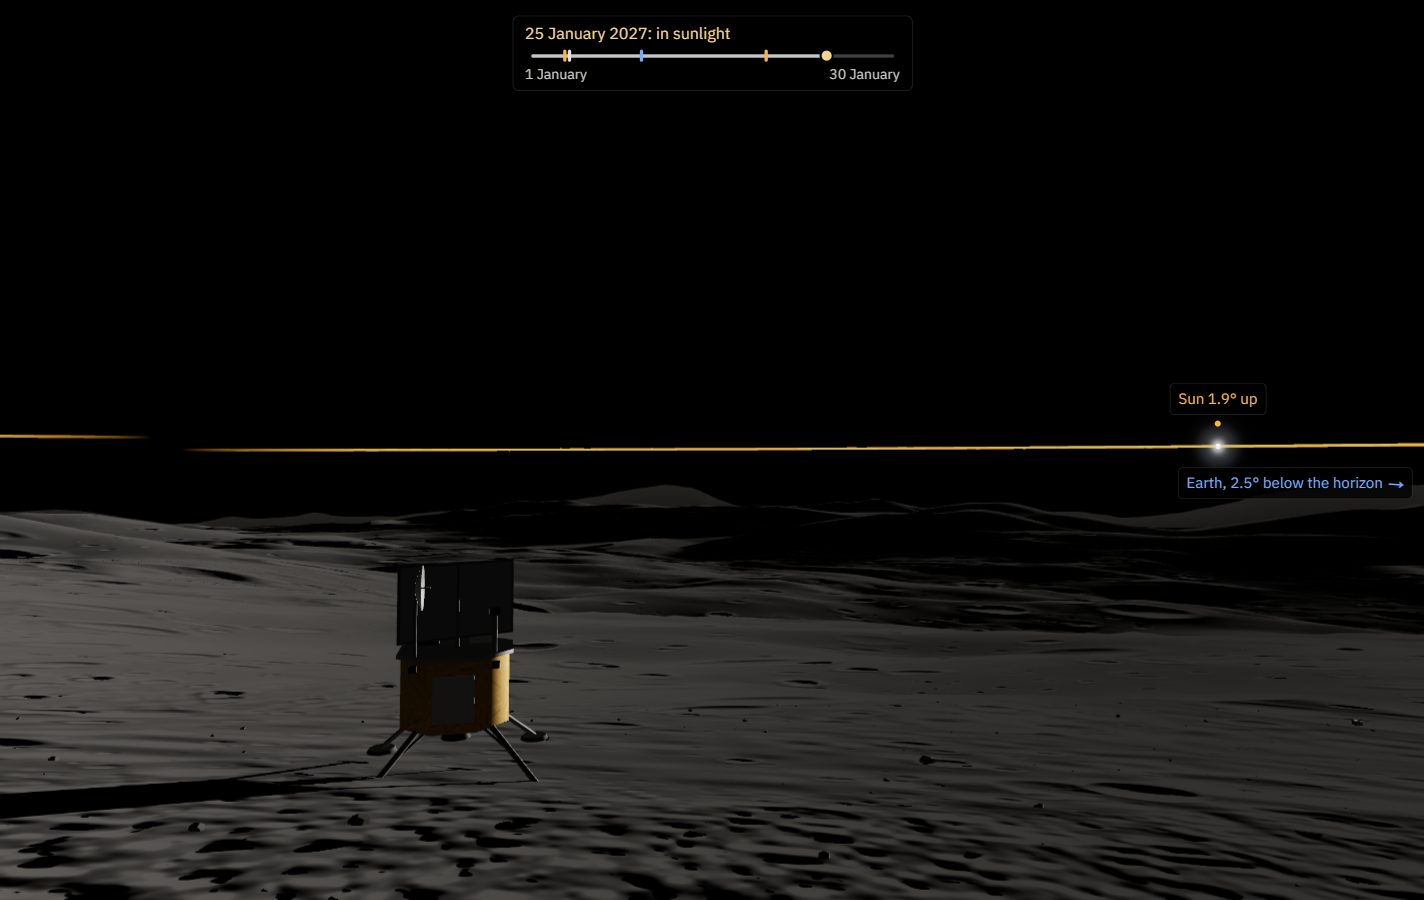 25 January 2027: in sunlight
1 January
30 January
Sun 1.9° up
Earth, 2.5° below the horizon →